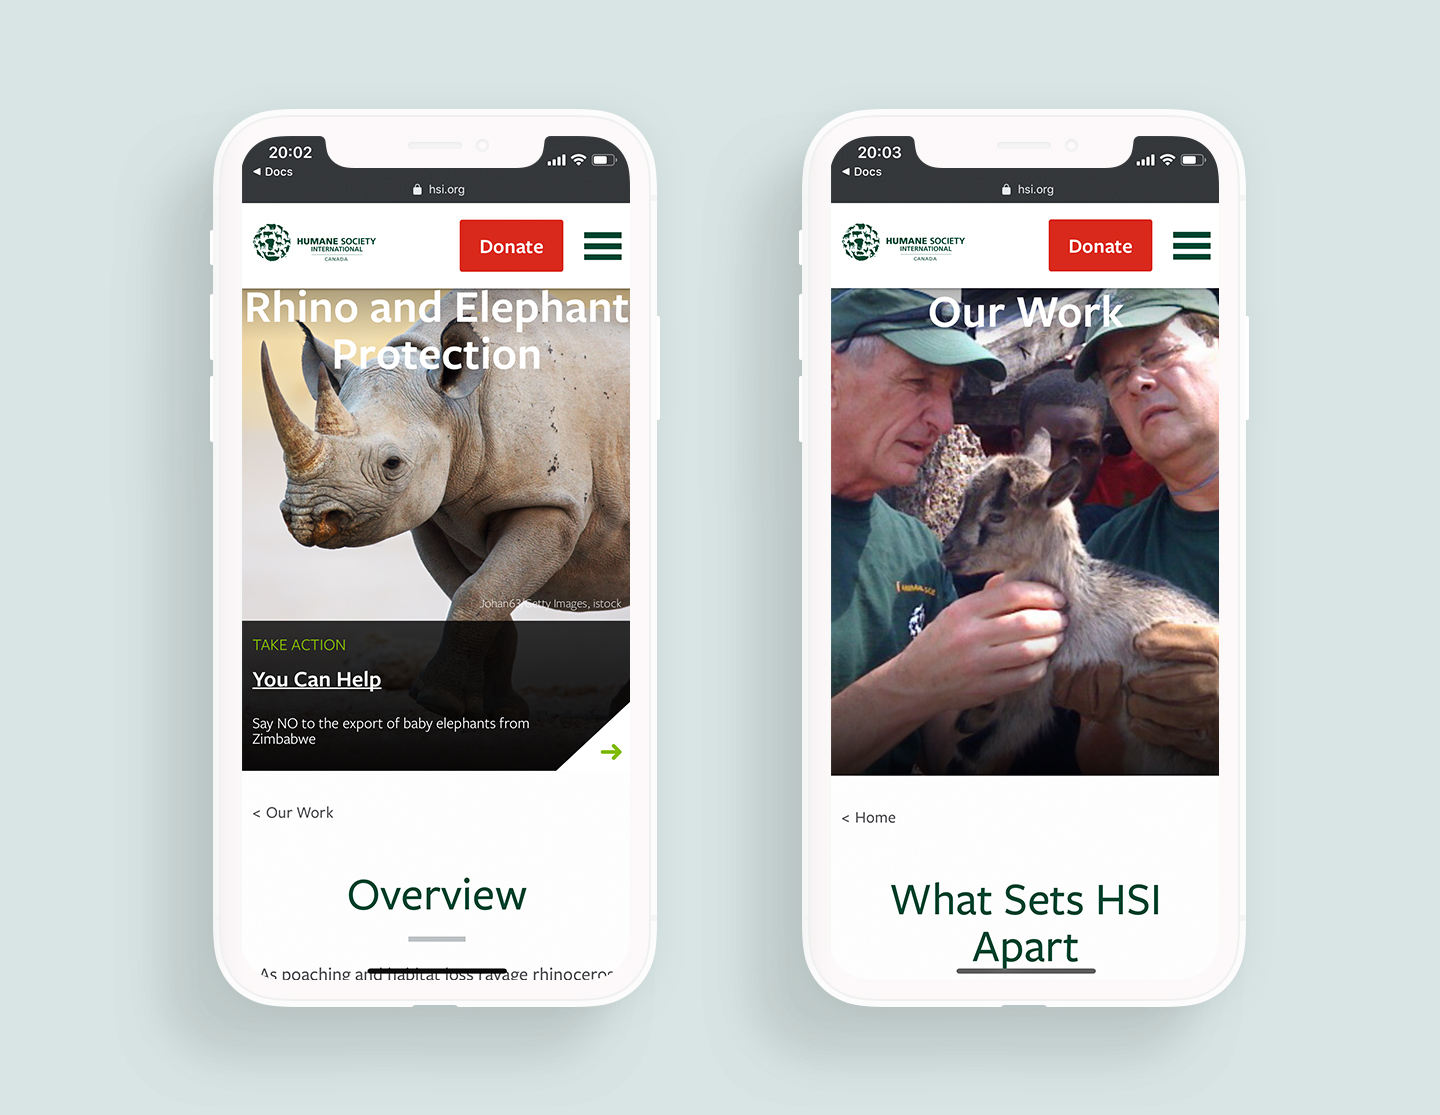 20:02
◀ Docs
hsi.org
HUMANE SOCIETY
INTERNATIONAL
CANADA
Donate
Rhino and Elephant
Protection
Johan63/Getty Images, istock
TAKE ACTION
You Can Help
Say NO to the export of baby elephants from
Zimbabwe
< Our Work
Overview
As poaching and habitat loss ravage rhinoceros
20:03
◀ Docs
hsi.org
HUMANE SOCIETY
INTERNATIONAL
CANADA
Donate
Our Work
< Home
What Sets HSI
Apart